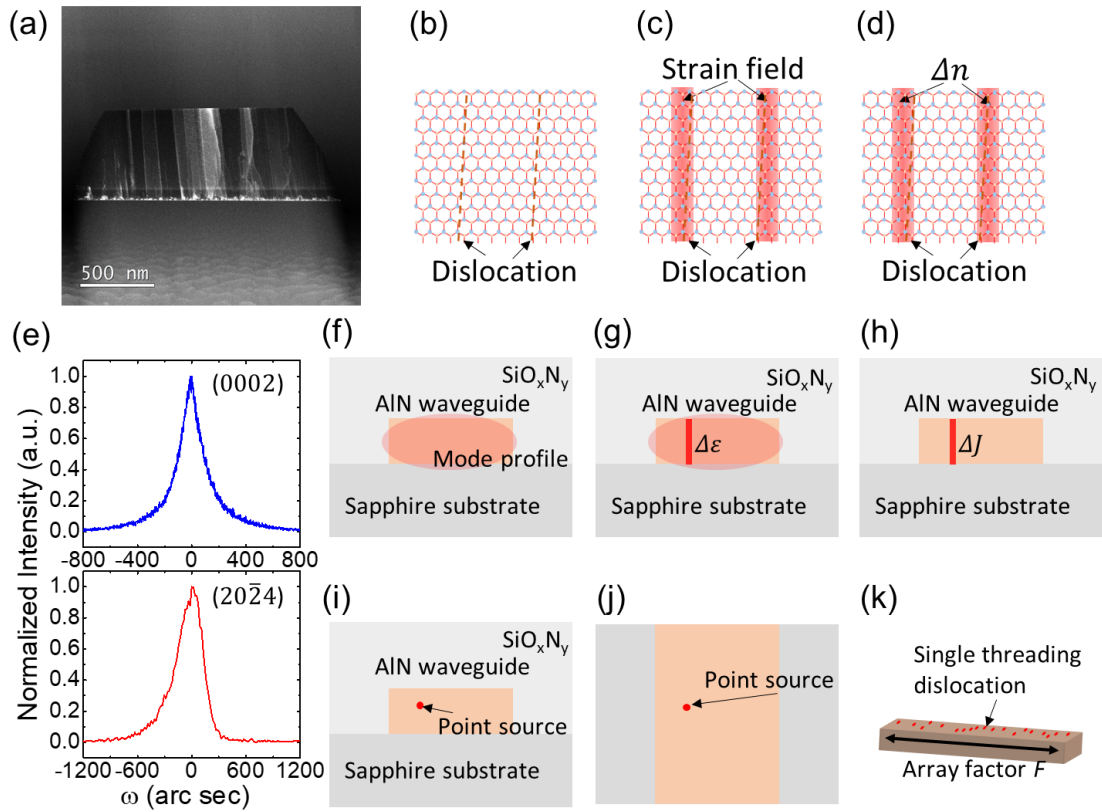 (a)
500 nm
(b)
Dislocation
(c)
Strain field
Dislocation
(d)
Δn
Dislocation
(e)
Normalized Intensity (a.u.)
(0002)
1.0
0.8
0.6
0.4
0.2
0.0
-800 -400 0 400 800
(202̄4)
1.0
0.8
0.6
0.4
0.2
0.0
-1200 -600 0 600 1200
ω (arc sec)
(f)
SiOₓNᵧ
AlN waveguide
Mode profile
Sapphire substrate
(g)
SiOₓNᵧ
AlN waveguide
Δε
Sapphire substrate
(h)
SiOₓNᵧ
AlN waveguide
ΔJ
Sapphire substrate
(i)
SiOₓNᵧ
AlN waveguide
Point source
Sapphire substrate
(j)
Point source
(k)
Single threading
dislocation
Array factor F